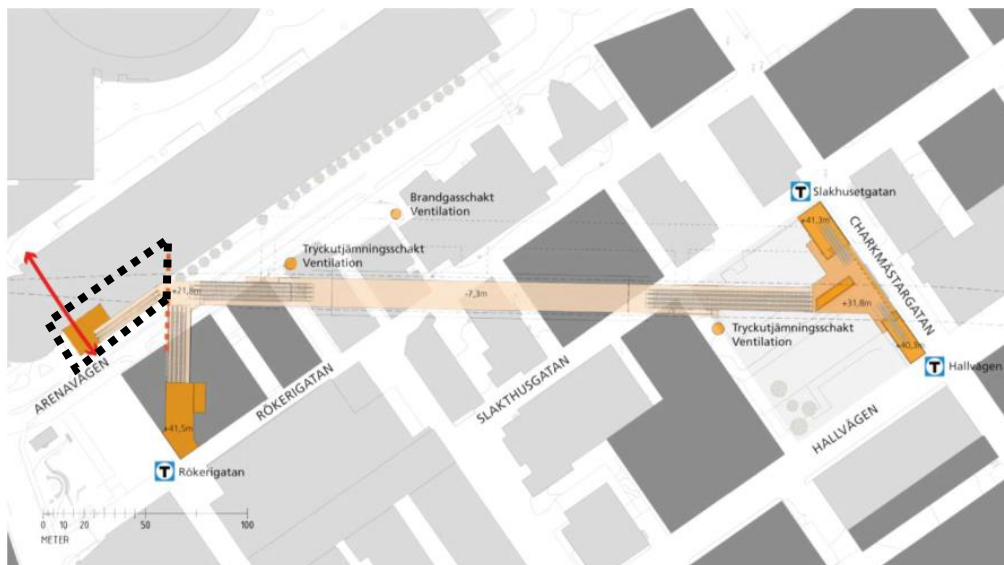 Brandgasschakt
Ventilation
T Slakhusetgatan
+41,3m
Tryckutjämningsschakt
Ventilation
CHARKMÄSTARGATAN
+21,8m
-7,3m
+31,8m
Tryckutjämningsschakt
Ventilation
+40,3m
T Hallvägen
ARENAVÄGEN
RÖKERIGATAN
SLAKTHUSGATAN
HALLVÄGEN
+41,5m
T Rökerigatan
0 10 25 50 100
METER